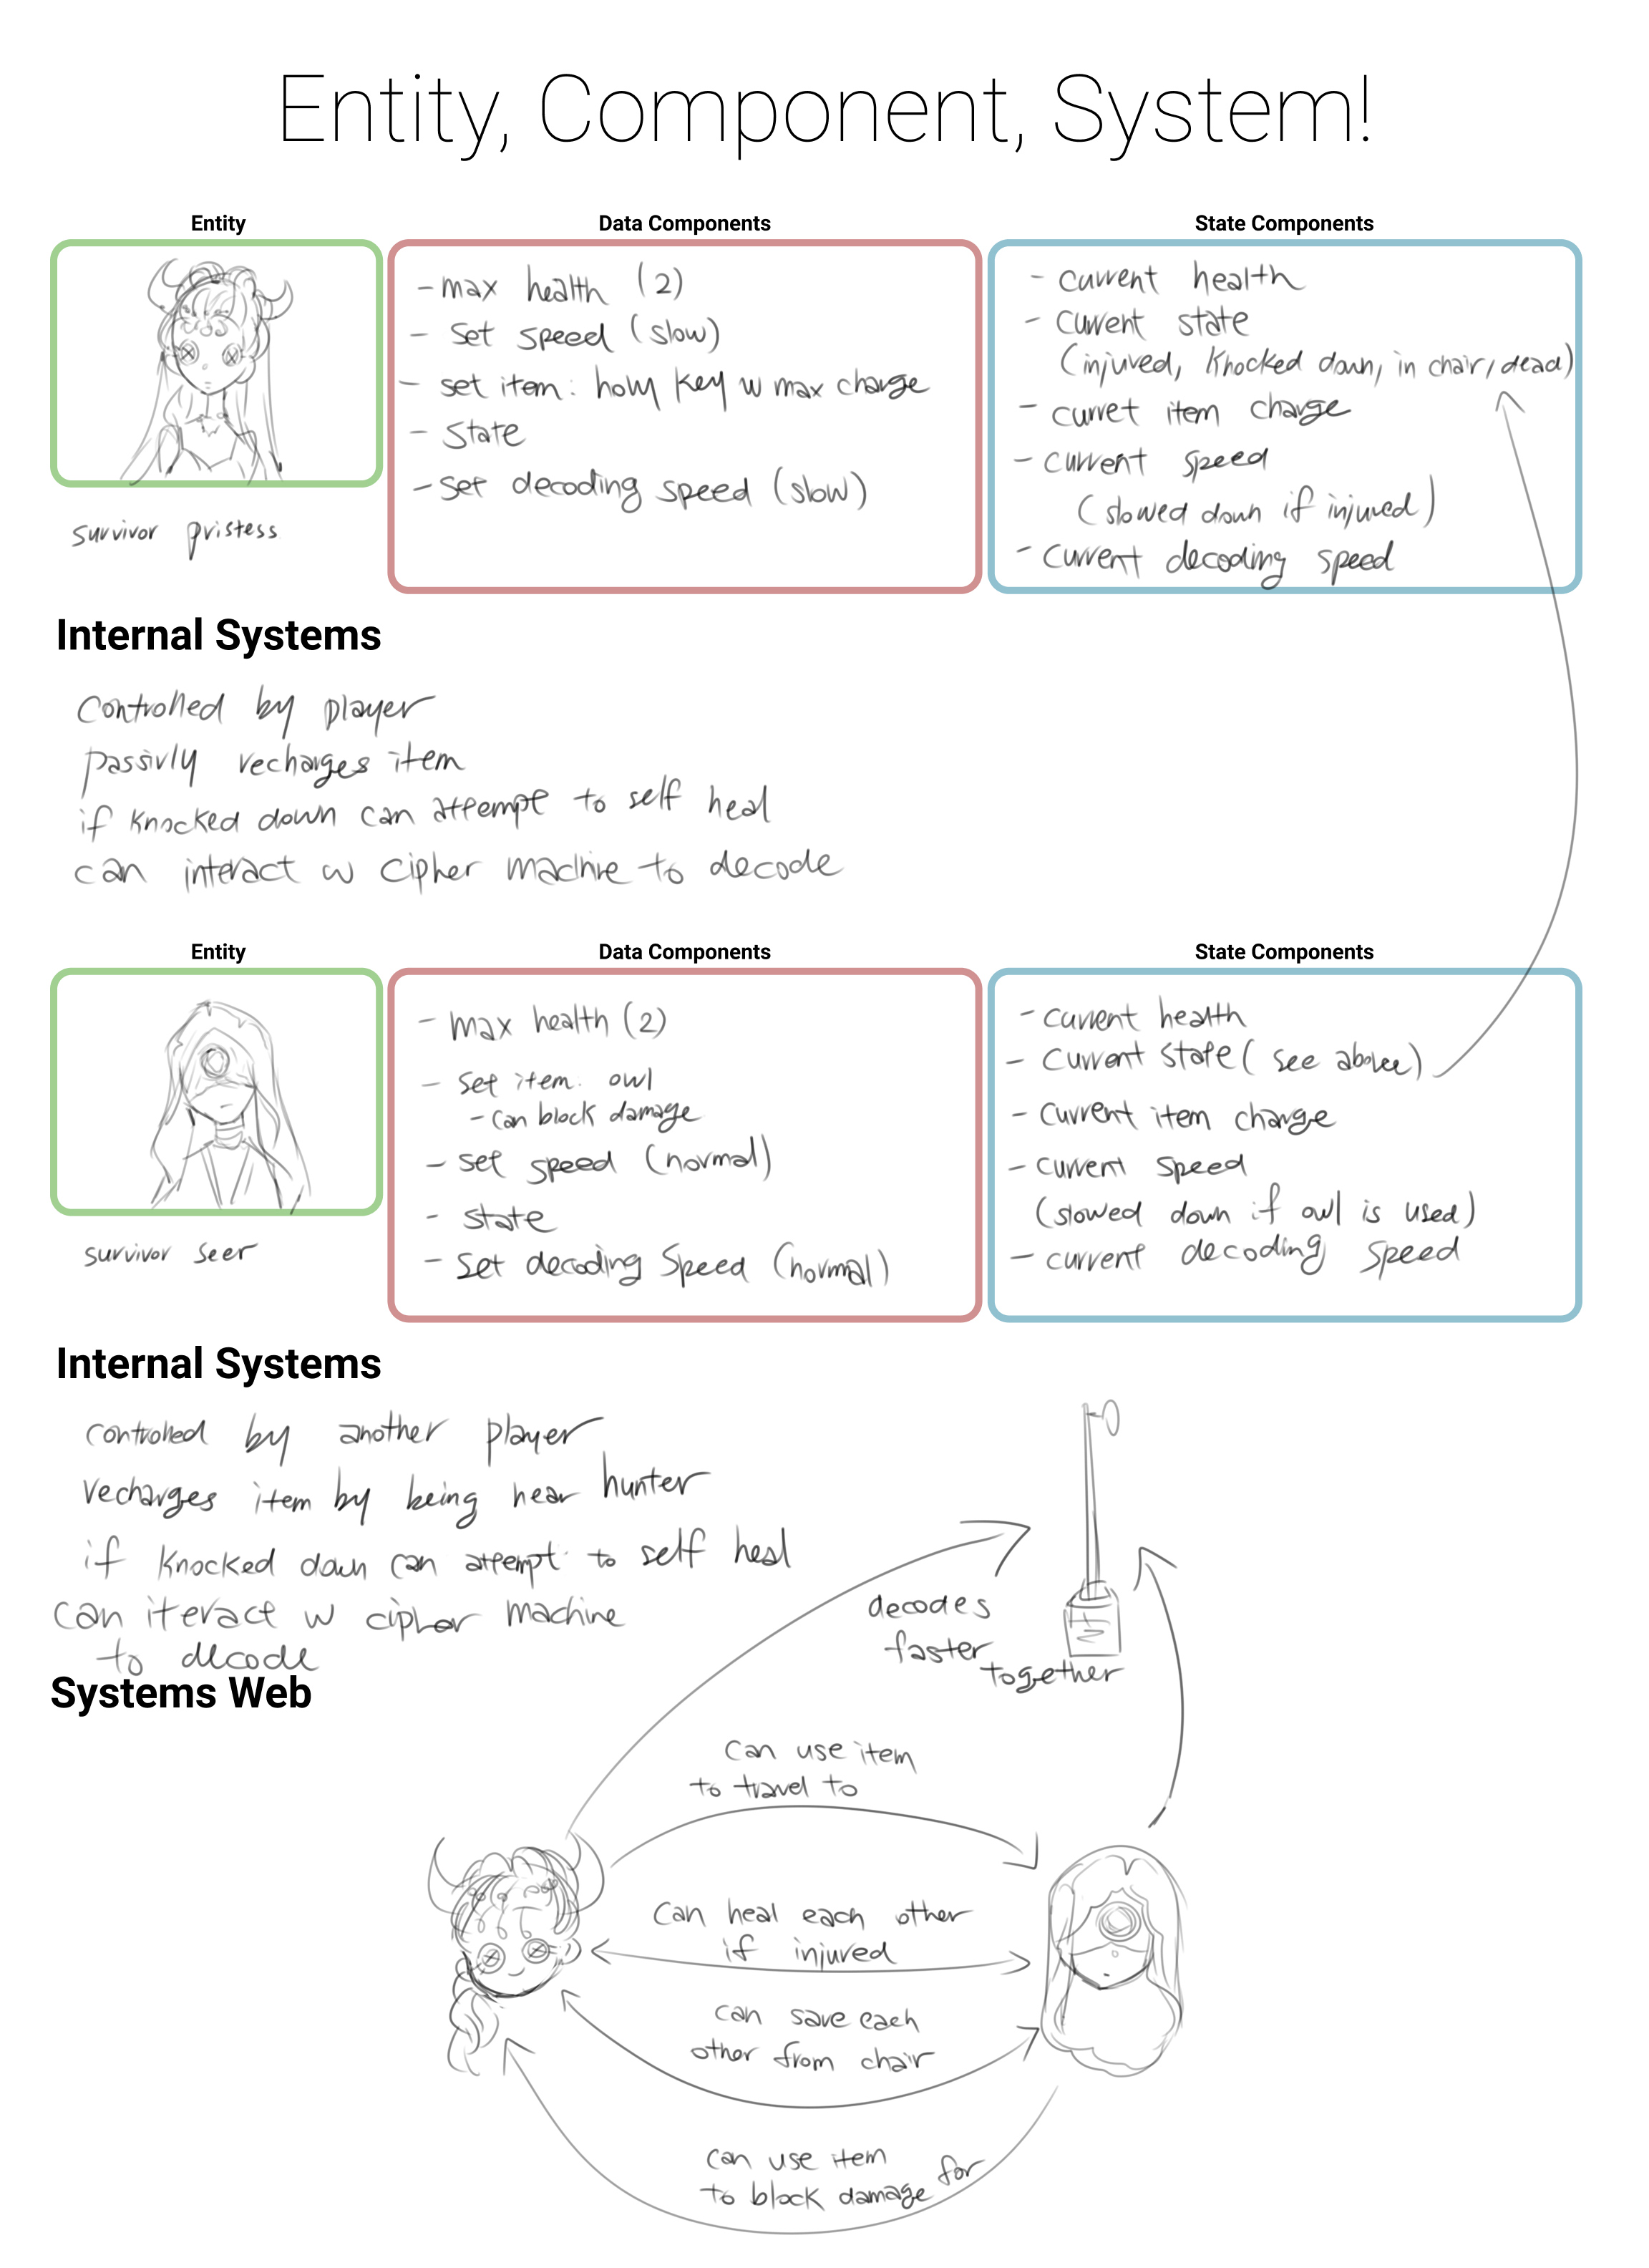 Entity, Component, System!
Entity
Data Components
State Components
- max health (2)
- set speed (slow)
- set item: holy key w max charge
- State
- set decoding speed (slow)
- current health
- current state
(injured, knocked down, in chair, dead)
- curret item charge
- current speed
(slowed down if injured)
- current decoding speed
survivor pristess
Internal Systems
controlled by player
passivly recharges item
if knocked down can attempt to self heal
can interact w cipher machine to decode
Entity
Data Components
State Components
- max health (2)
- set item: owl
- can block damage
- set speed (normal)
- state
- set decoding speed (normal)
- current health
- current state (see above)
- current item charge
- current speed
(slowed down if owl is used)
- current decoding speed
survivor seer
Internal Systems
controlled by another player
recharges item by being near hunter
if knocked down can attempt to self heal
can iteract w cipher machine
to decode
Systems Web
decodes
faster
together
can use item
to travel to
can heal each other
if injured
can save each
other from chair
can use item
to block damage for